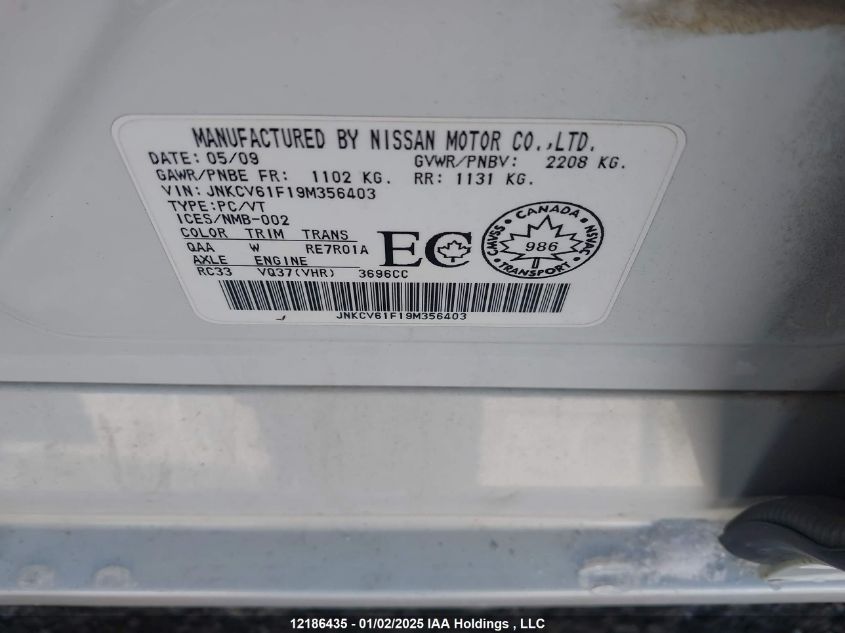 MANUFACTURED BY NISSAN MOTOR CO.,LTD.
DATE: 05/09 GVWR/PNBV: 2208 KG.
GAWR/PNBE FR: 1102 KG. RR: 1131 KG.
VIN: JNKCV61F19M356403
TYPE:PC/VT
ICES/NMB-002
COLOR TRIM TRANS
QAA W RE7R01A
AXLE ENGINE
RC33 VQ37(VHR) 3696CC
EC
CANADA
CMVSS 986 NSVAC
TRANSPORT
JNKCV61F19M356403
12186435 - 01/02/2025 IAA Holdings , LLC